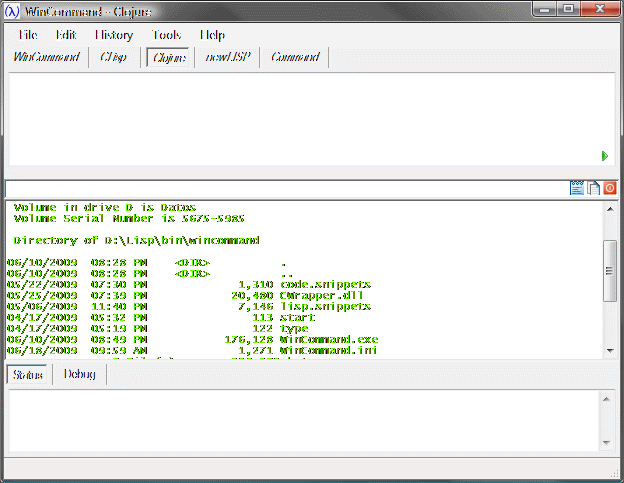 (λ) WinCommand - Clojure
File Edit History Tools Help
WinCommand CLisp Clojure newLISP Command
Volume in drive D is Datos
Volume Serial Number is 5675-5985
Directory of D:\Lisp\bin\wincommand
06/10/2009 08:28 PM <DIR> .
06/10/2009 08:28 PM <DIR> ..
05/22/2009 07:30 PM 1,310 code.snippets
05/25/2009 07:39 PM 20,480 CWrapper.dll
05/06/2009 11:40 PM 7,146 lisp.snippets
04/17/2009 05:32 PM 113 start
04/17/2009 05:19 PM 122 type
06/10/2009 08:49 PM 176,128 WinCommand.exe
06/18/2009 09:59 AM 1,271 WinCommand.ini
Status Debug